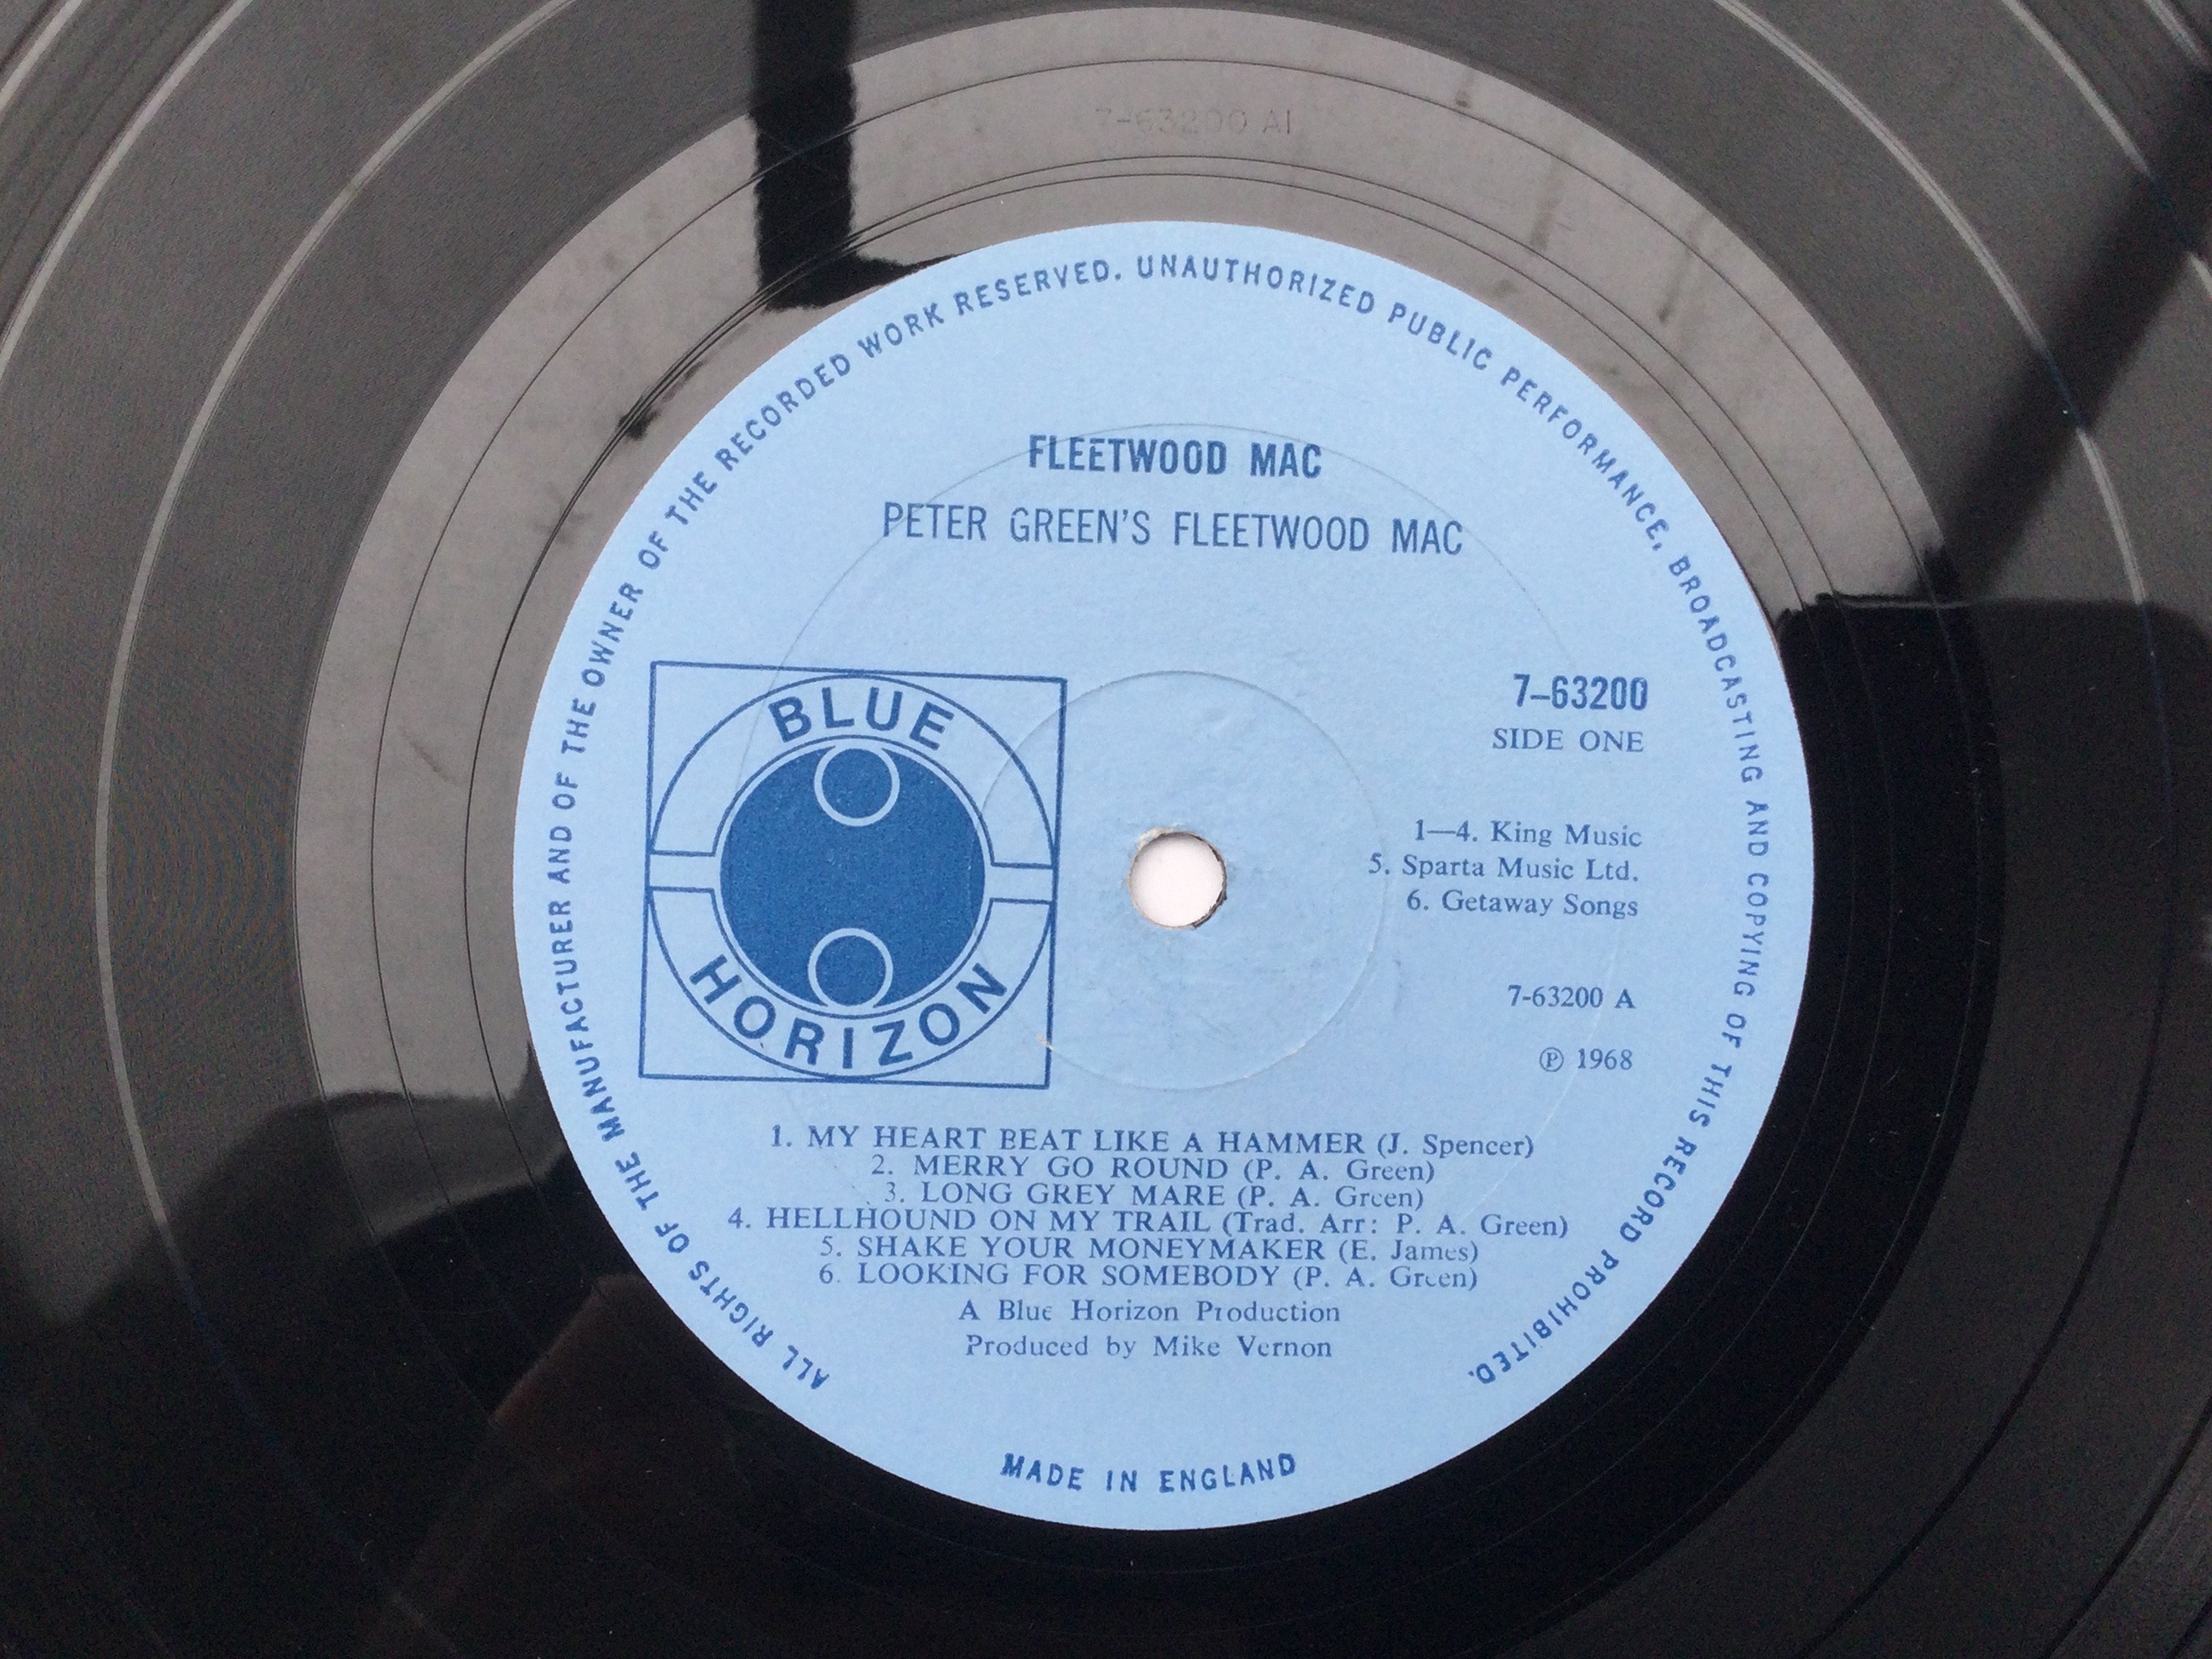 7-63200 A1
ALL RIGHTS OF THE MANUFACTURER AND OF THE OWNER OF THE RECORDED WORK RESERVED. UNAUTHORIZED PUBLIC PERFORMANCE, BROADCASTING AND COPYING OF THIS RECORD PROHIBITED.
FLEETWOOD MAC
PETER GREEN'S FLEETWOOD MAC
BLUE
HORIZON
7–63200
SIDE ONE
1—4. King Music
5. Sparta Music Ltd.
6. Getaway Songs
7-63200 A
℗ 1968
1. MY HEART BEAT LIKE A HAMMER (J. Spencer)
2. MERRY GO ROUND (P. A. Green)
3. LONG GREY MARE (P. A. Green)
4. HELLHOUND ON MY TRAIL (Trad. Arr: P. A. Green)
5. SHAKE YOUR MONEYMAKER (E. James)
6. LOOKING FOR SOMEBODY (P. A. Green)
A Blue Horizon Production
Produced by Mike Vernon
MADE IN ENGLAND